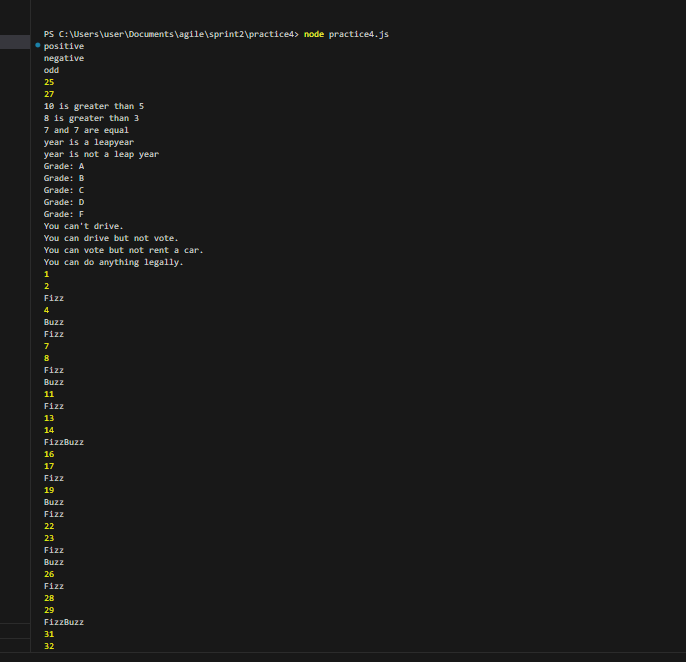 PS C:\Users\user\Documents\agile\sprint2\practice4> node practice4.js
positive
negative
odd
25
27
10 is greater than 5
8 is greater than 3
7 and 7 are equal
year is a leapyear
year is not a leap year
Grade: A
Grade: B
Grade: C
Grade: D
Grade: F
You can't drive.
You can drive but not vote.
You can vote but not rent a car.
You can do anything legally.
1
2
Fizz
4
Buzz
Fizz
7
8
Fizz
Buzz
11
Fizz
13
14
FizzBuzz
16
17
Fizz
19
Buzz
Fizz
22
23
Fizz
Buzz
26
Fizz
28
29
FizzBuzz
31
32